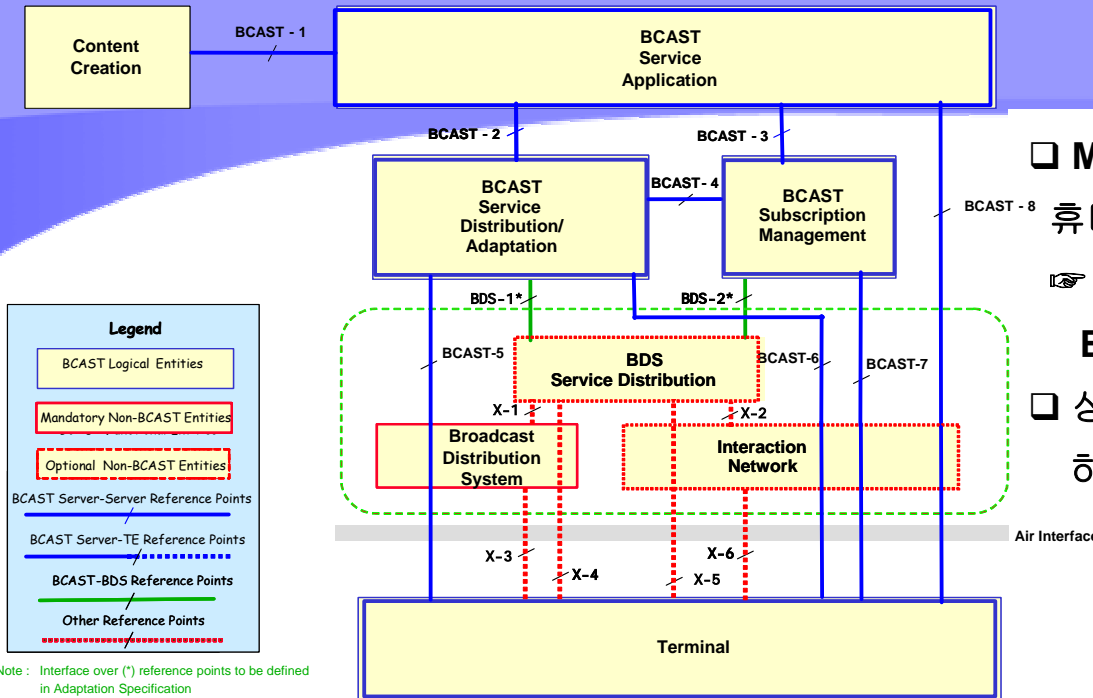 Content
Creation
BCAST - 1
BCAST
Service
Application
BCAST - 2
BCAST - 3
BCAST
Service
Distribution/
Adaptation
BCAST- 4
BCAST
Subscription
Management
BCAST - 8
❑ M
☞
❑
BDS-1*
BDS-2*
BCAST-5
BDS
Service Distribution
BCAST-6
BCAST-7
X-1
X-2
Broadcast
Distribution
System
Interaction
Network
Air Interface
X-3
X-4
X-5
X-6
Terminal
Legend
BCAST Logical Entities
Mandatory Non-BCAST Entities
Optional Non-BCAST Entities
BCAST Server-Server Reference Points
BCAST Server-TE Reference Points
BCAST-BDS Reference Points
Other Reference Points
Note : Interface over (*) reference points to be defined
in Adaptation Specification